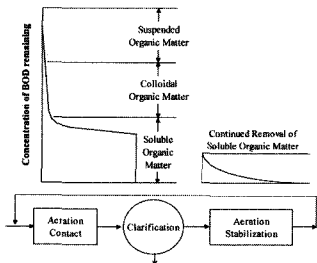 Concentration of BOD remaining
Suspended
Organic Matter
Colloidal
Organic Matter
Soluble
Organic
Matter
Continued Removal of
Soluble Organic Matter
Aeration
Contact
Clarification
Aeration
Stabilization